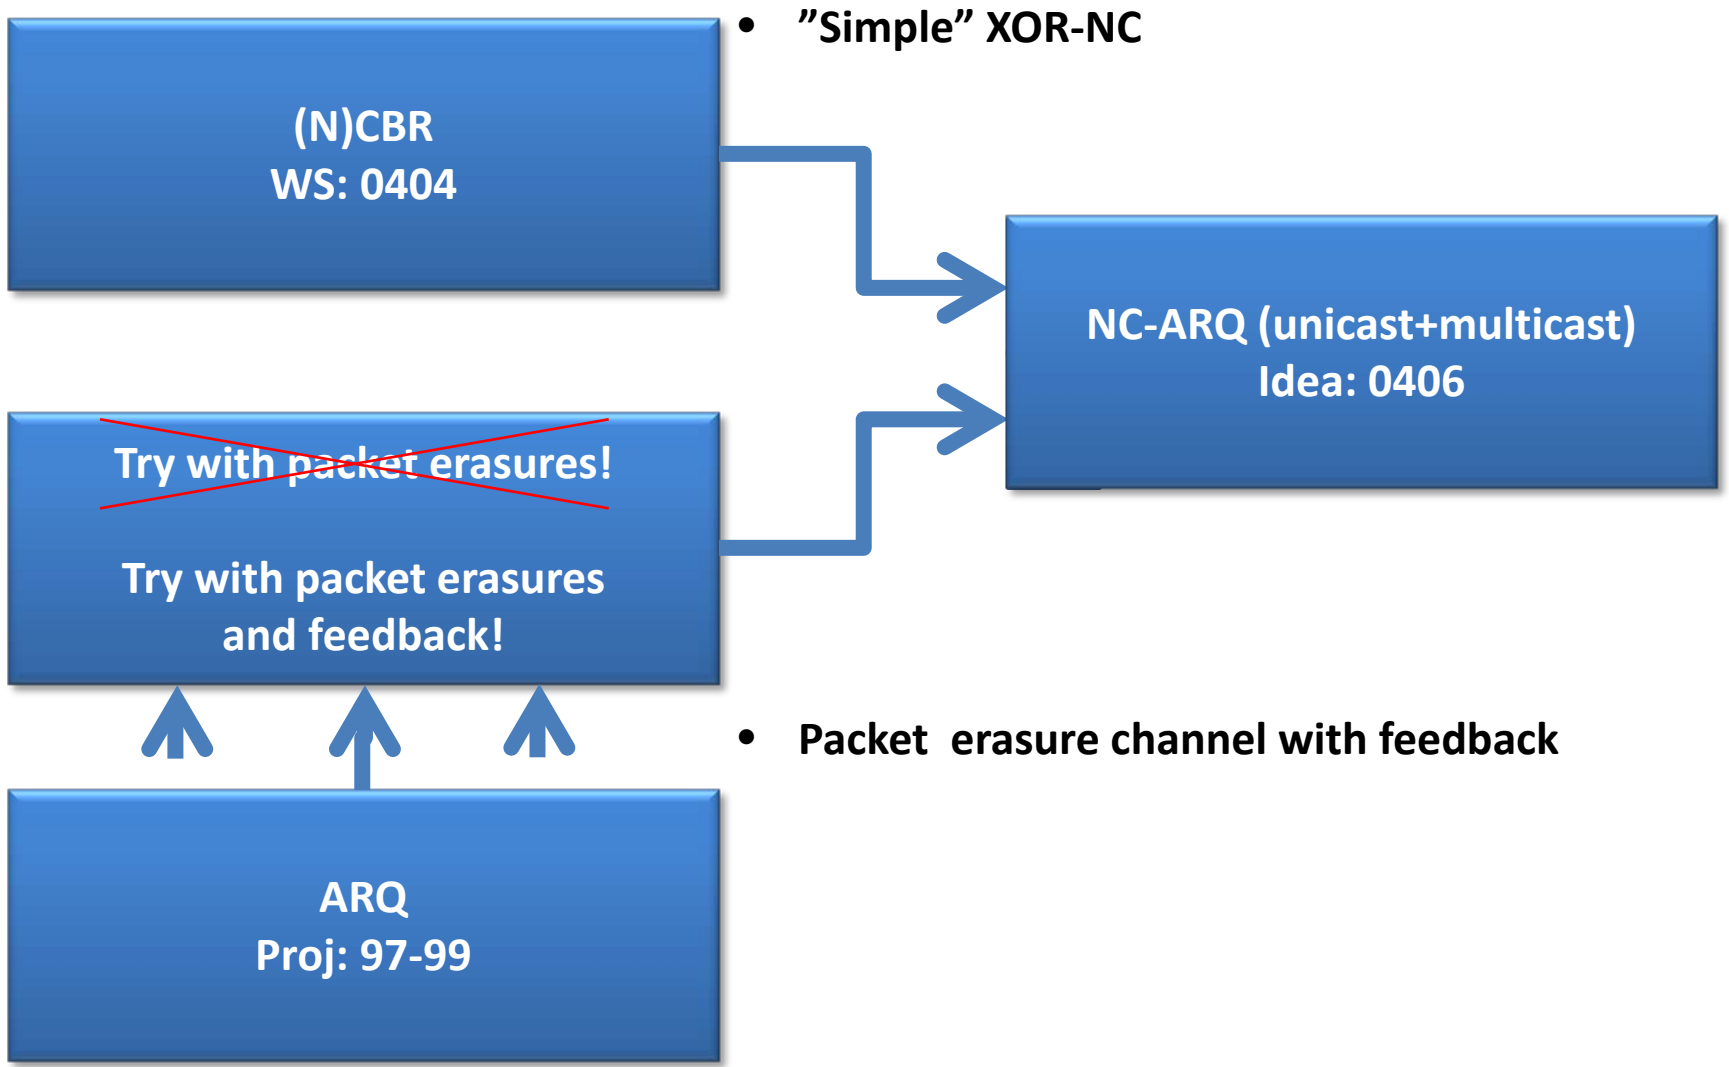 • ”Simple” XOR-NC
(N)CBR
WS: 0404
NC-ARQ (unicast+multicast)
Idea: 0406
Try with packet erasures!
Try with packet erasures
and feedback!
• Packet  erasure channel with feedback
ARQ
Proj: 97-99